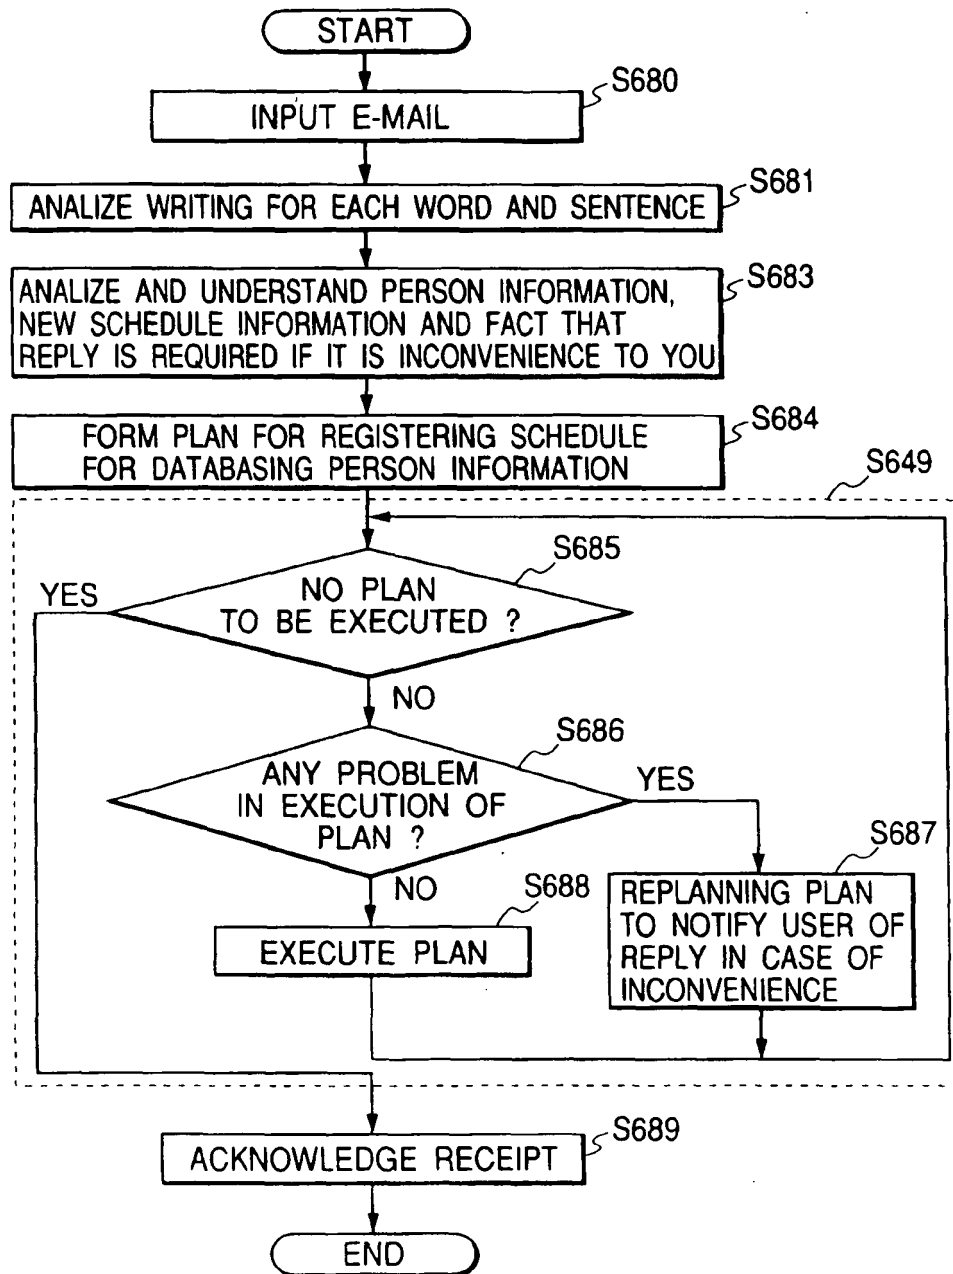 START
S680
INPUT E-MAIL
S681
ANALIZE WRITING FOR EACH WORD AND SENTENCE
S683
ANALIZE AND UNDERSTAND PERSON INFORMATION,
NEW SCHEDULE INFORMATION AND FACT THAT
REPLY IS REQUIRED IF IT IS INCONVENIENCE TO YOU
S684
FORM PLAN FOR REGISTERING SCHEDULE
FOR DATABASING PERSON INFORMATION
S649
S685
YES
NO PLAN
TO BE EXECUTED ?
NO
S686
ANY PROBLEM
IN EXECUTION OF
PLAN ?
YES
NO
S687
REPLANNING PLAN
TO NOTIFY USER OF
REPLY IN CASE OF
INCONVENIENCE
S688
EXECUTE PLAN
S689
ACKNOWLEDGE RECEIPT
END